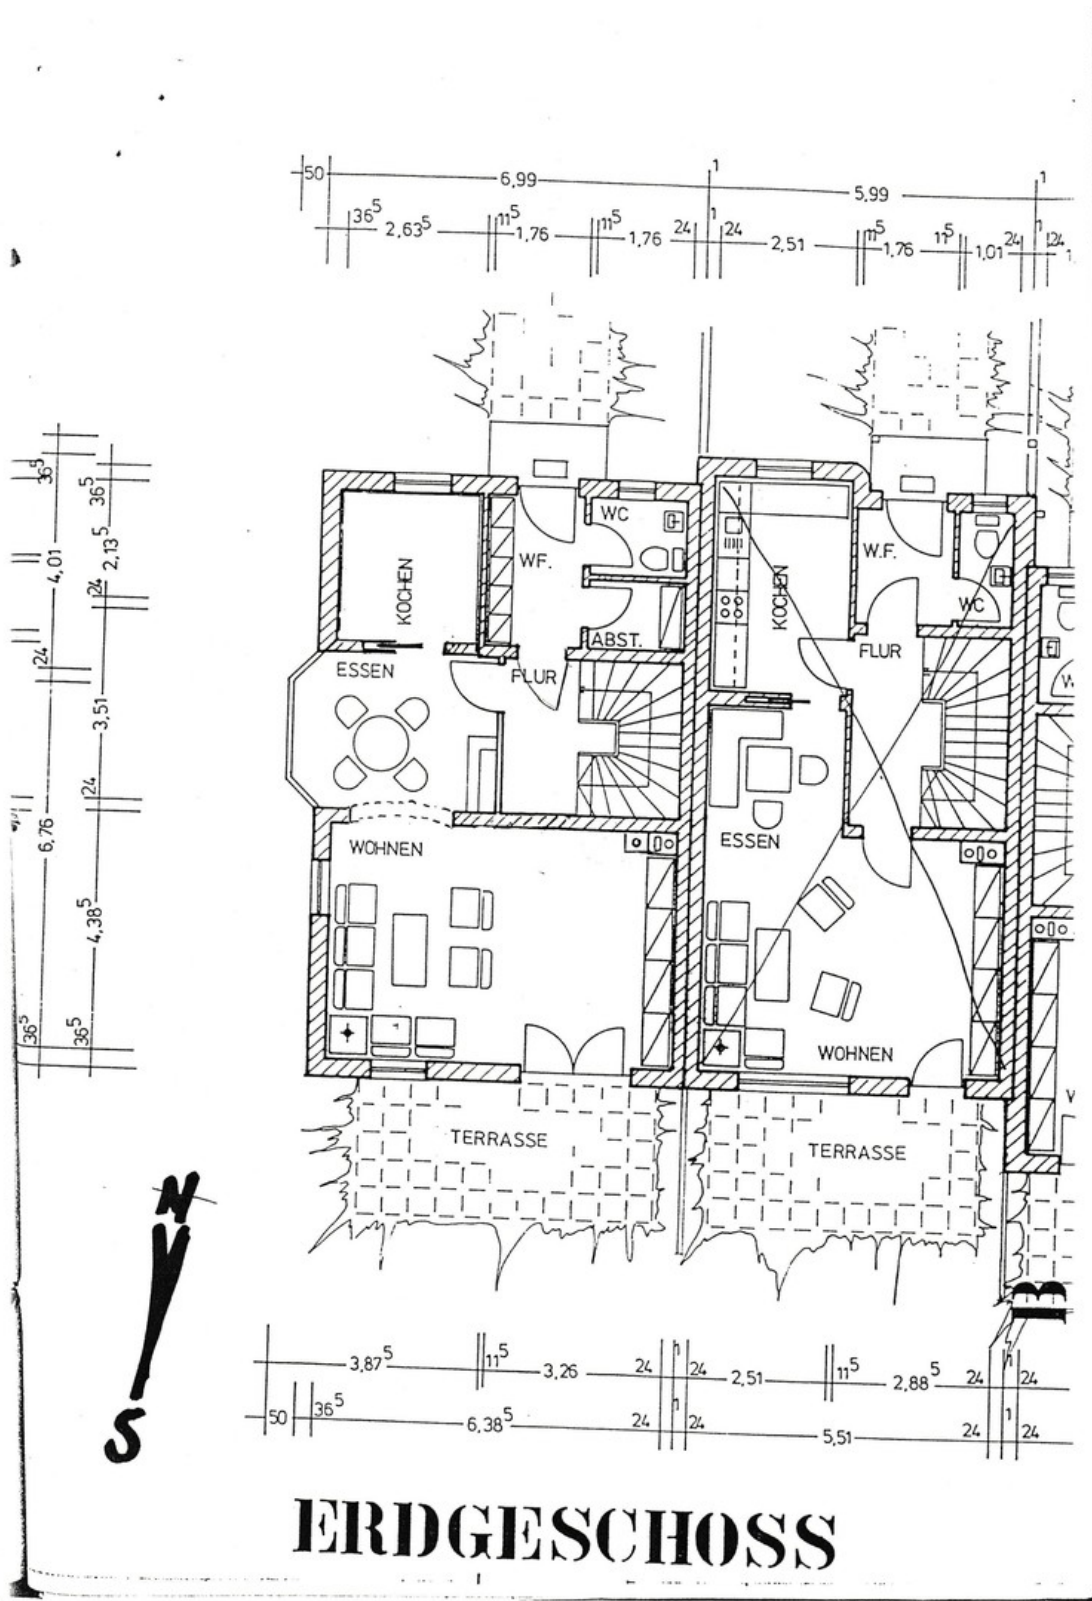 50 6,99 1 5,99 1
36⁵ 2,63⁵ 11⁵ 1,76 11⁵ 1,76 24 1 24 2,51 11⁵ 1,76 11⁵ 1,01 24 1 24
36⁵ 4,01 24 6,76 36⁵
36⁵ 2,13⁵ 24 3,51 24 4,38⁵ 36⁵
WC
KOCHEN
WF.
ABST.
ESSEN
FLUR
WOHNEN
TERRASSE
KOCHEN
W.F.
WC
FLUR
ESSEN
WOHNEN
TERRASSE
N
S
3,87⁵ 11⁵ 3,26 24 1 24 2,51 11⁵ 2,88⁵ 24 1 24
50 36⁵ 6,38⁵ 24 1 24 5,51 24 1 24
ERDGESCHOSS